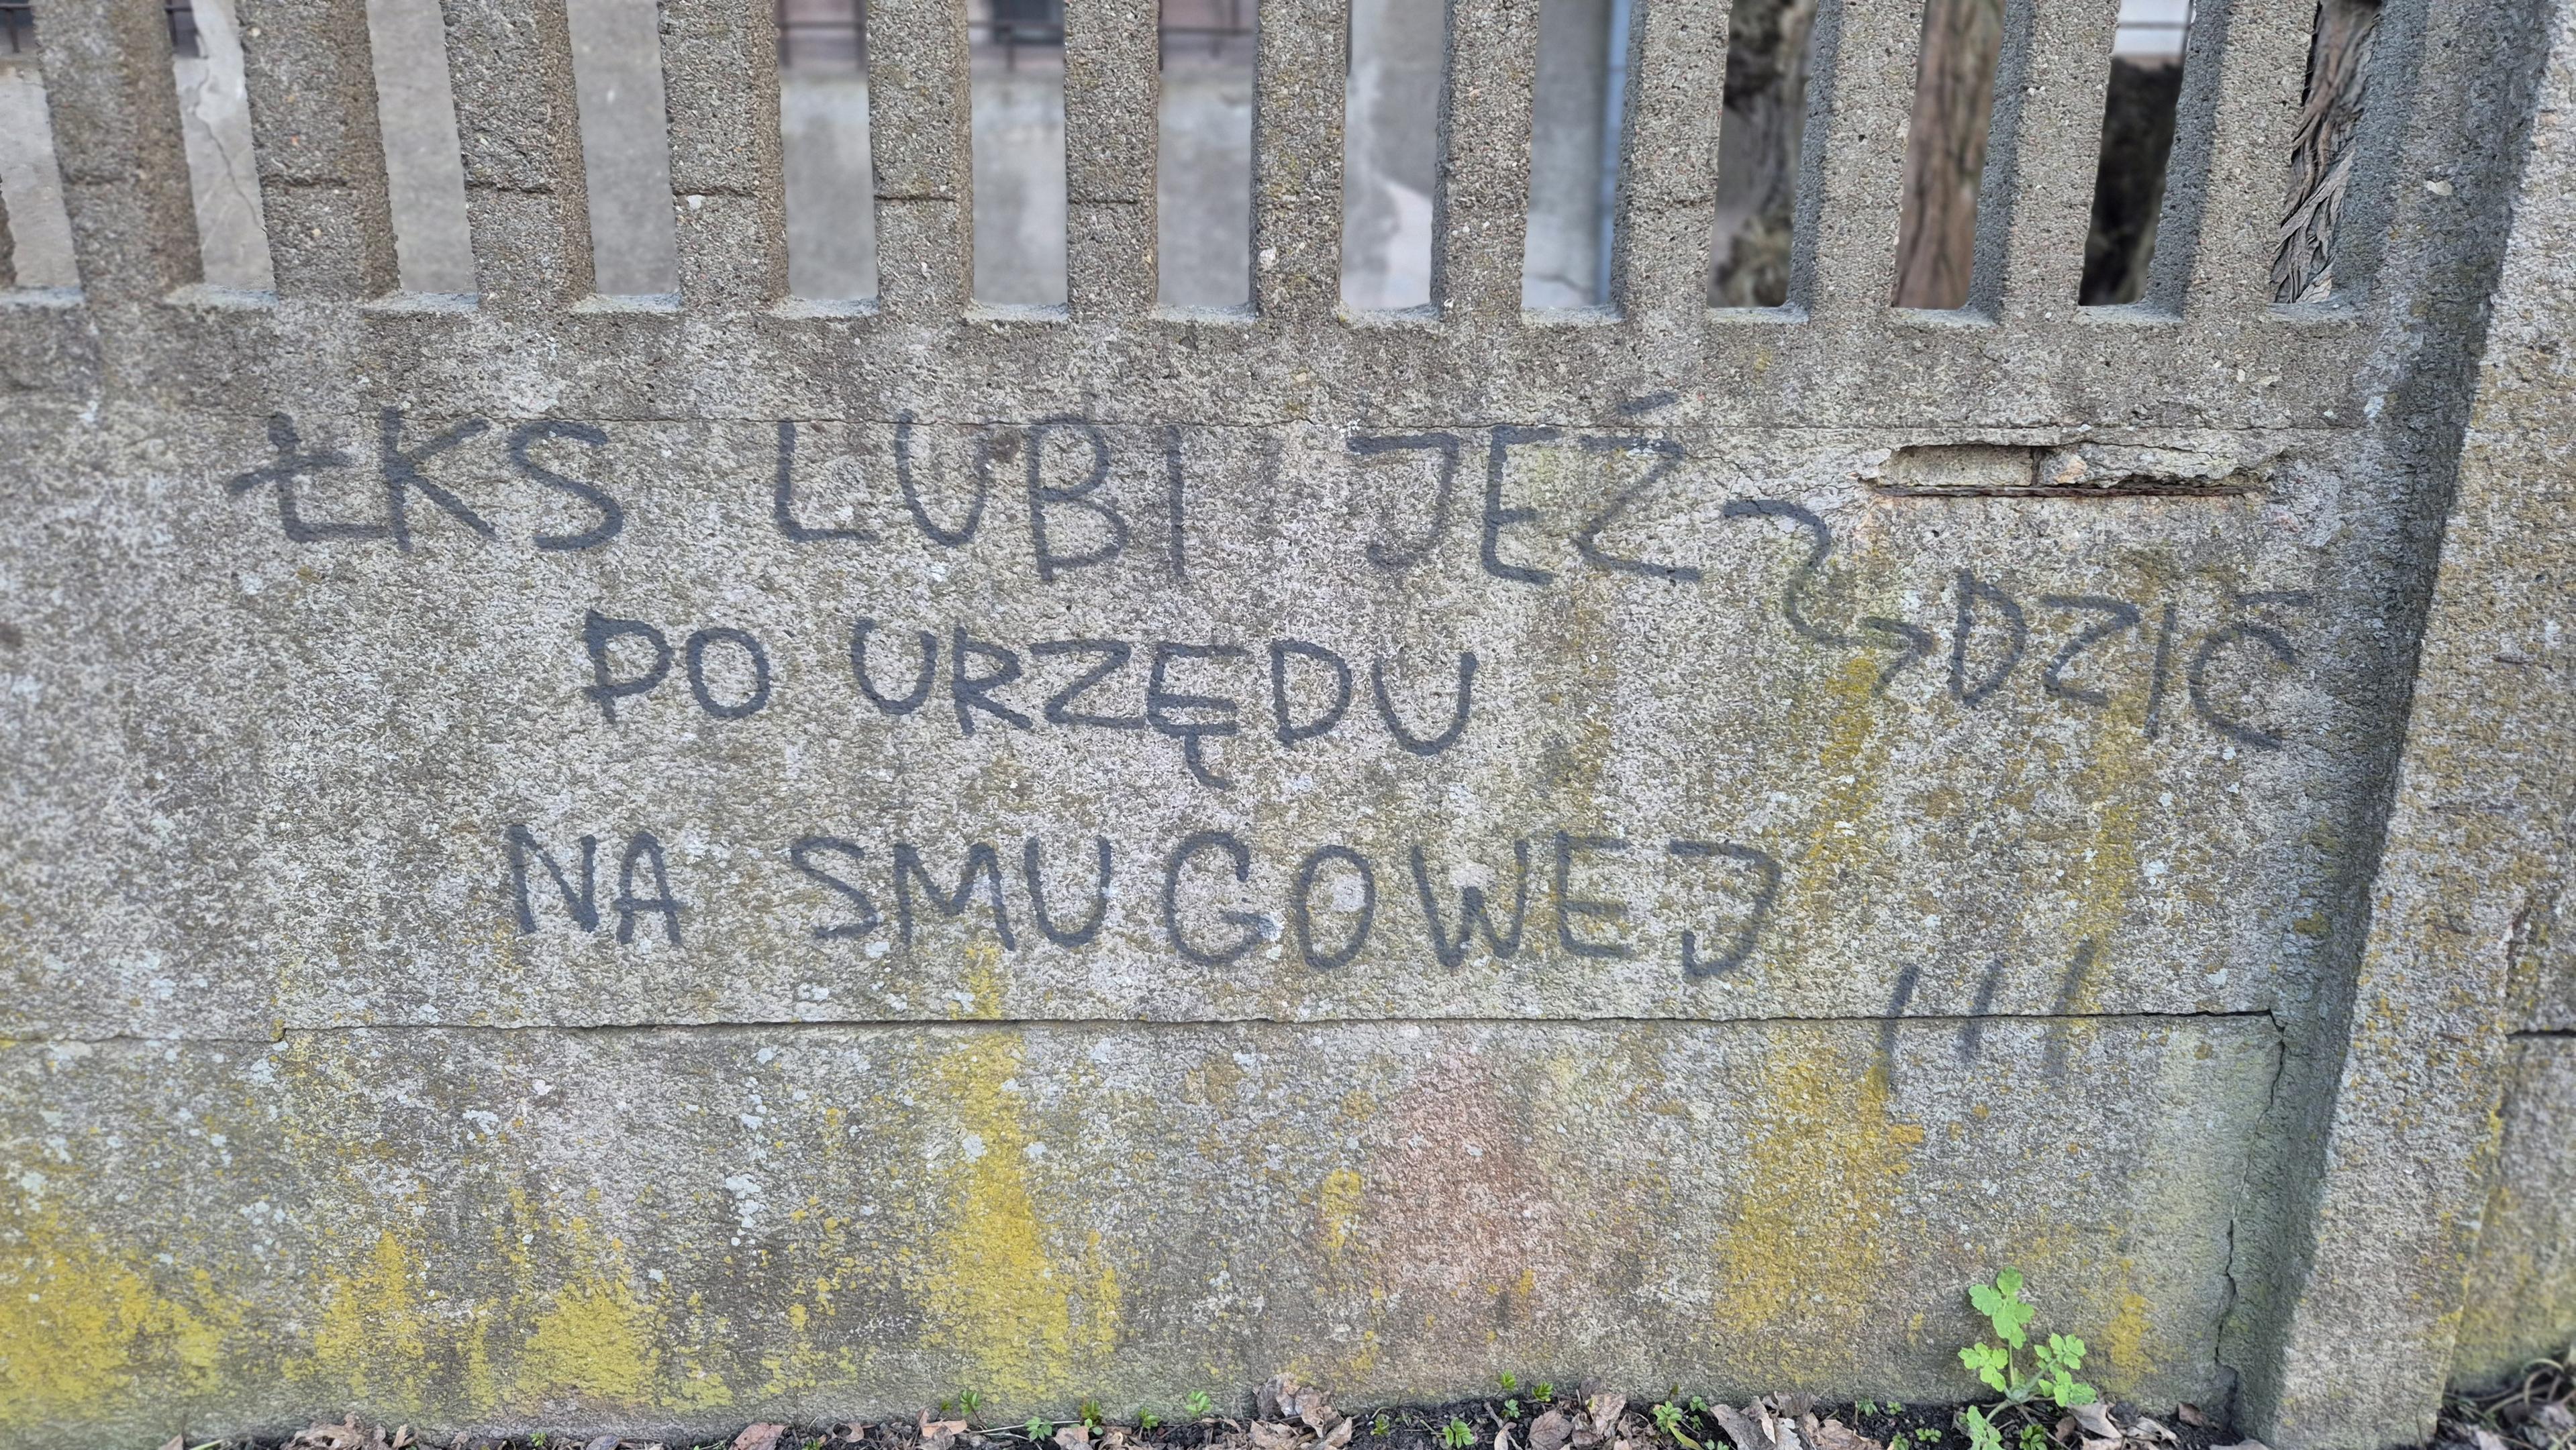 ŁKS LUBI JEŹ
DZIĆ
PO URZĘDU
NA SMUGOWEJ
!!!